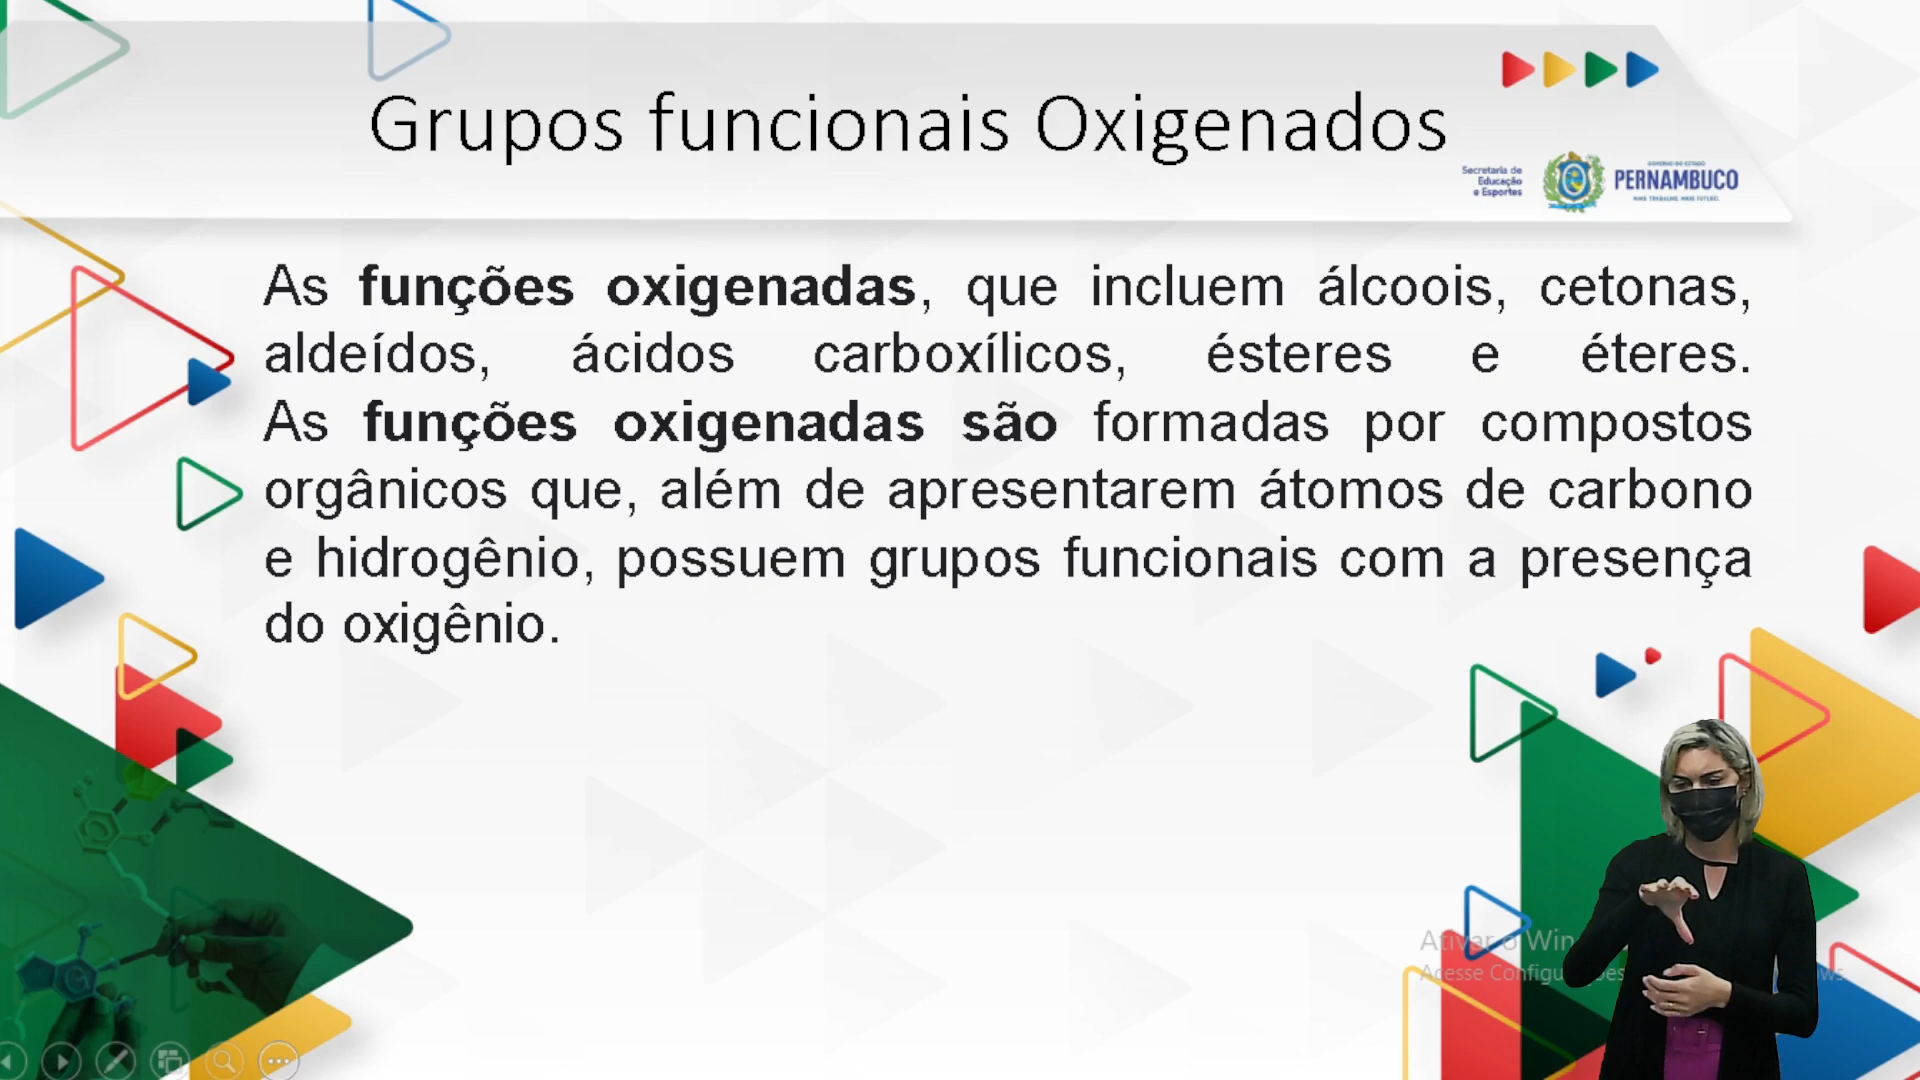 Grupos funcionais Oxigenados
Secretaria de
Educação
e Esportes
GOVERNO DO ESTADO
PERNAMBUCO
MAIS TRABALHO, MAIS FUTURO.
As funções oxigenadas, que incluem álcoois, cetonas,
aldeídos, ácidos carboxílicos, ésteres e éteres.
As funções oxigenadas são formadas por compostos
orgânicos que, além de apresentarem átomos de carbono
e hidrogênio, possuem grupos funcionais com a presença
do oxigênio.
Ativar o Win
Acesse Configu